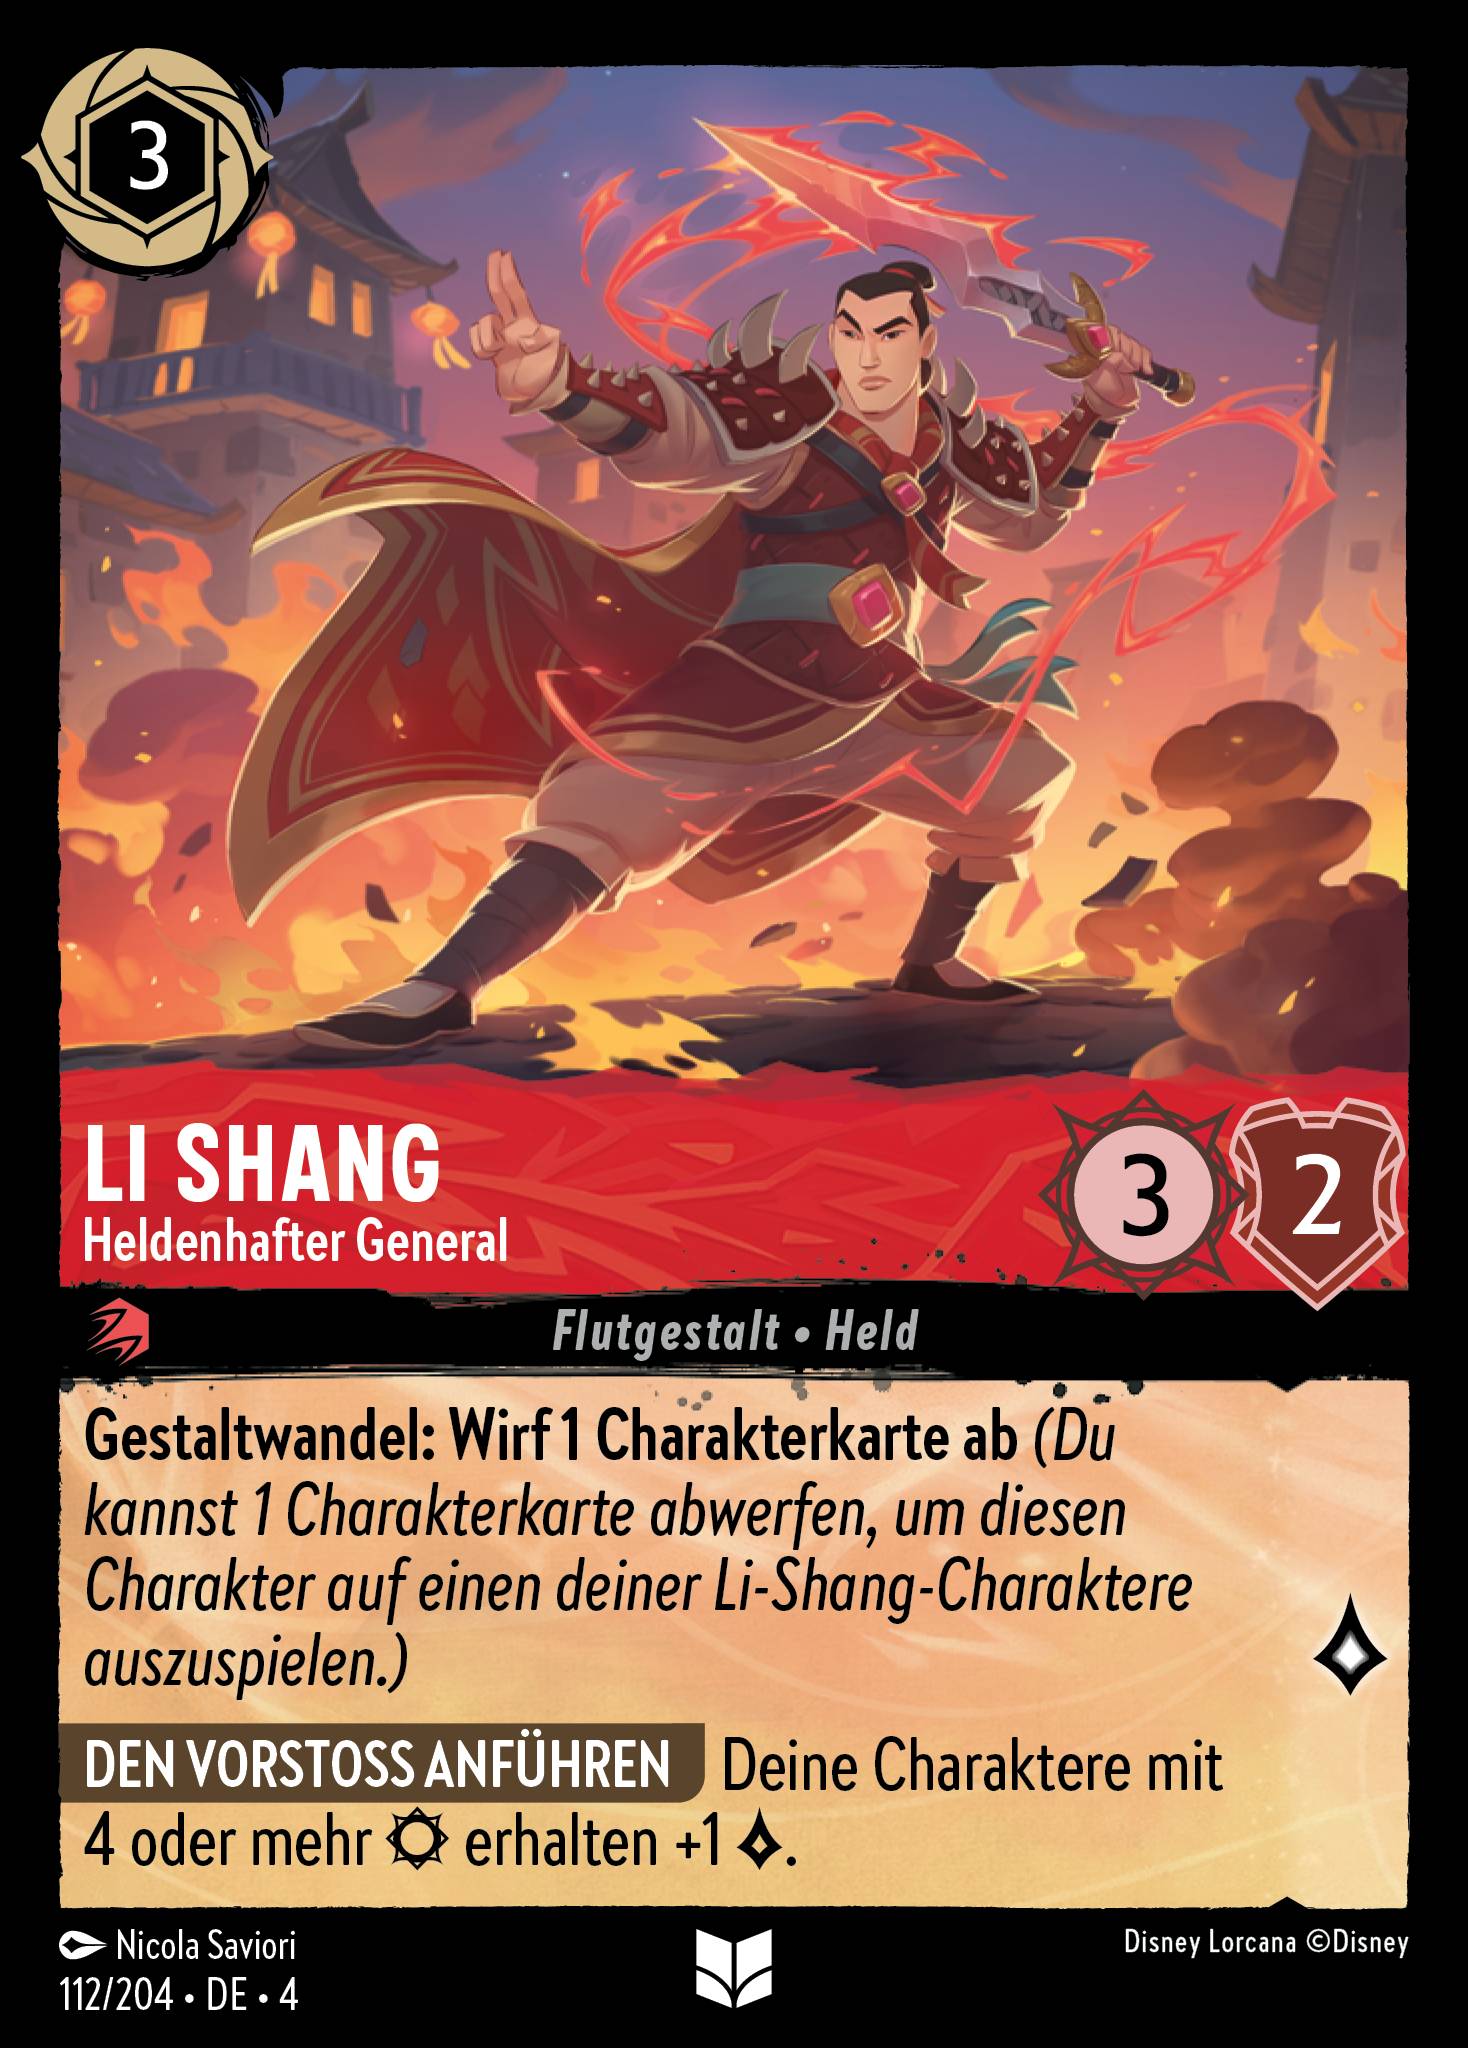 3
LI SHANG
Heldenhafter General
3 2
Flutgestalt • Held
Gestaltwandel: Wirf 1 Charakterkarte ab (Du
kannst 1 Charakterkarte abwerfen, um diesen
Charakter auf einen deiner Li-Shang-Charaktere
auszuspielen.)
DEN VORSTOSS ANFÜHREN Deine Charaktere mit
4 oder mehr erhalten +1 .
Nicola Saviori
Disney Lorcana ©Disney
112/204 • DE • 4